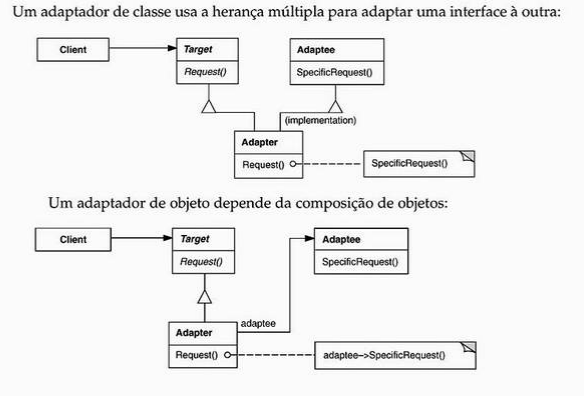 Um adaptador de classe usa a herança múltipla para adaptar uma interface à outra:
Client
Target
Request()
Adaptee
SpecificRequest()
(implementation)
Adapter
Request()
SpecificRequest()
Um adaptador de objeto depende da composição de objetos:
Client
Target
Request()
Adaptee
SpecificRequest()
adaptee
Adapter
Request()
adaptee->SpecificRequest()